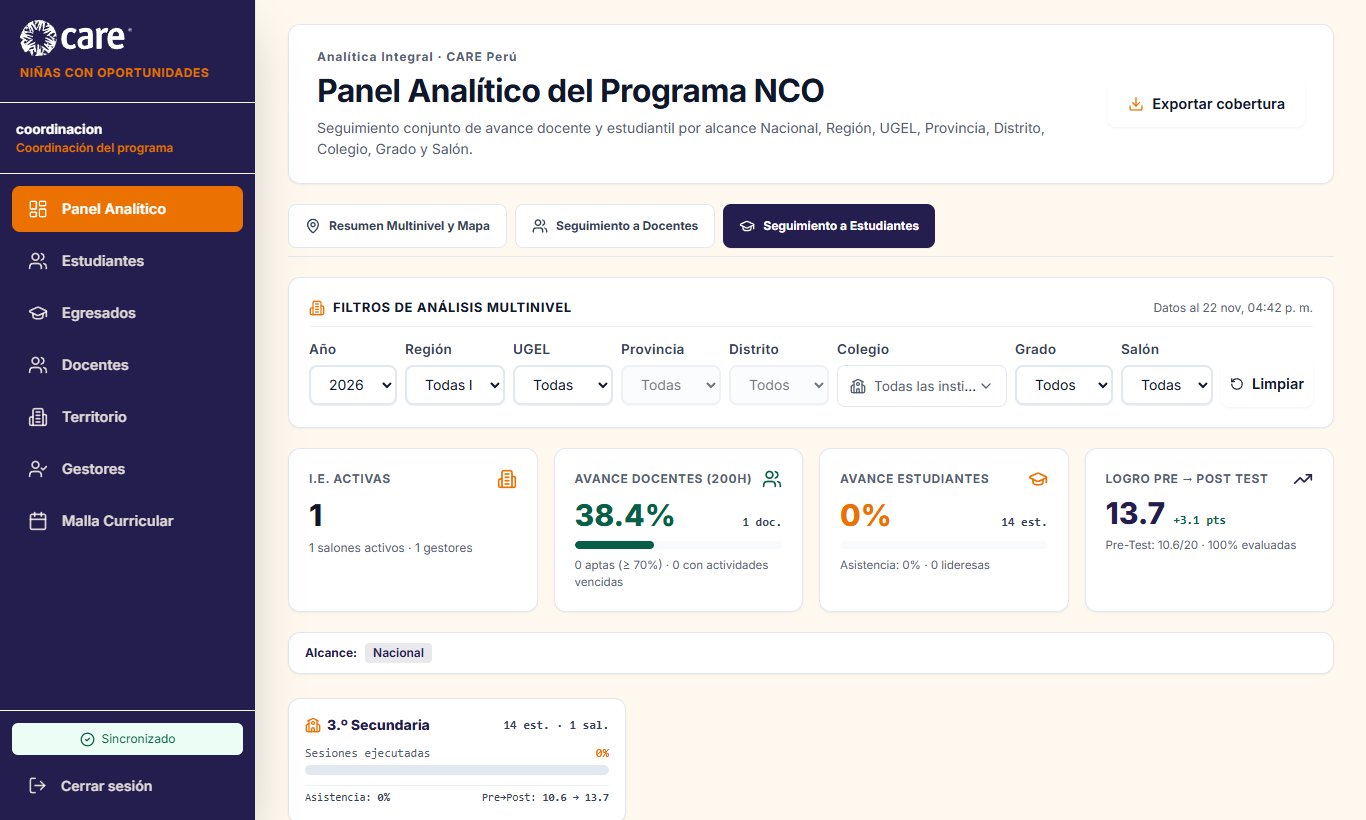 care
NIÑAS CON OPORTUNIDADES
coordinacion
Coordinación del programa
Panel Analítico
Estudiantes
Egresados
Docentes
Territorio
Gestores
Malla Curricular
Sincronizado
Cerrar sesión
Analítica Integral · CARE Perú
Panel Analítico del Programa NCO
Seguimiento conjunto de avance docente y estudiantil por alcance Nacional, Región, UGEL, Provincia, Distrito,
Colegio, Grado y Salón.
Exportar cobertura
Resumen Multinivel y Mapa
Seguimiento a Docentes
Seguimiento a Estudiantes
FILTROS DE ANÁLISIS MULTINIVEL
Datos al 22 nov, 04:42 p. m.
Año Región UGEL Provincia Distrito Colegio Grado Salón
2026 Todas l Todas Todas Todos Todas las insti... Todos Todas Limpiar
I.E. ACTIVAS
1
1 salones activos · 1 gestores
AVANCE DOCENTES (200H)
38.4% 1 doc.
0 aptas (≥ 70%) · 0 con actividades
vencidas
AVANCE ESTUDIANTES
0% 14 est.
Asistencia: 0% · 0 lideresas
LOGRO PRE → POST TEST
13.7 +3.1 pts
Pre-Test: 10.6/20 · 100% evaluadas
Alcance: Nacional
3.º Secundaria 14 est. · 1 sal.
Sesiones ejecutadas 0%
Asistencia: 0% Pre→Post: 10.6 → 13.7